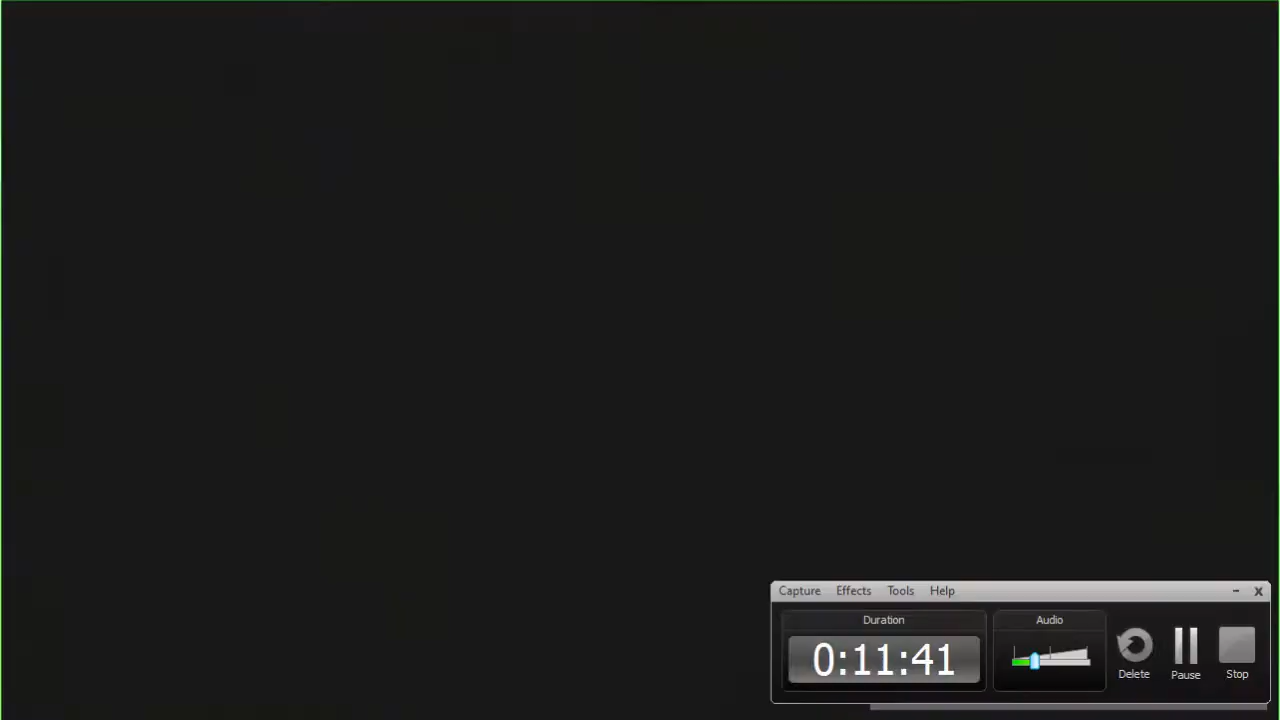 Capture Effects Tools Help
Duration
Audio
0:11:41
Delete
Pause
Stop